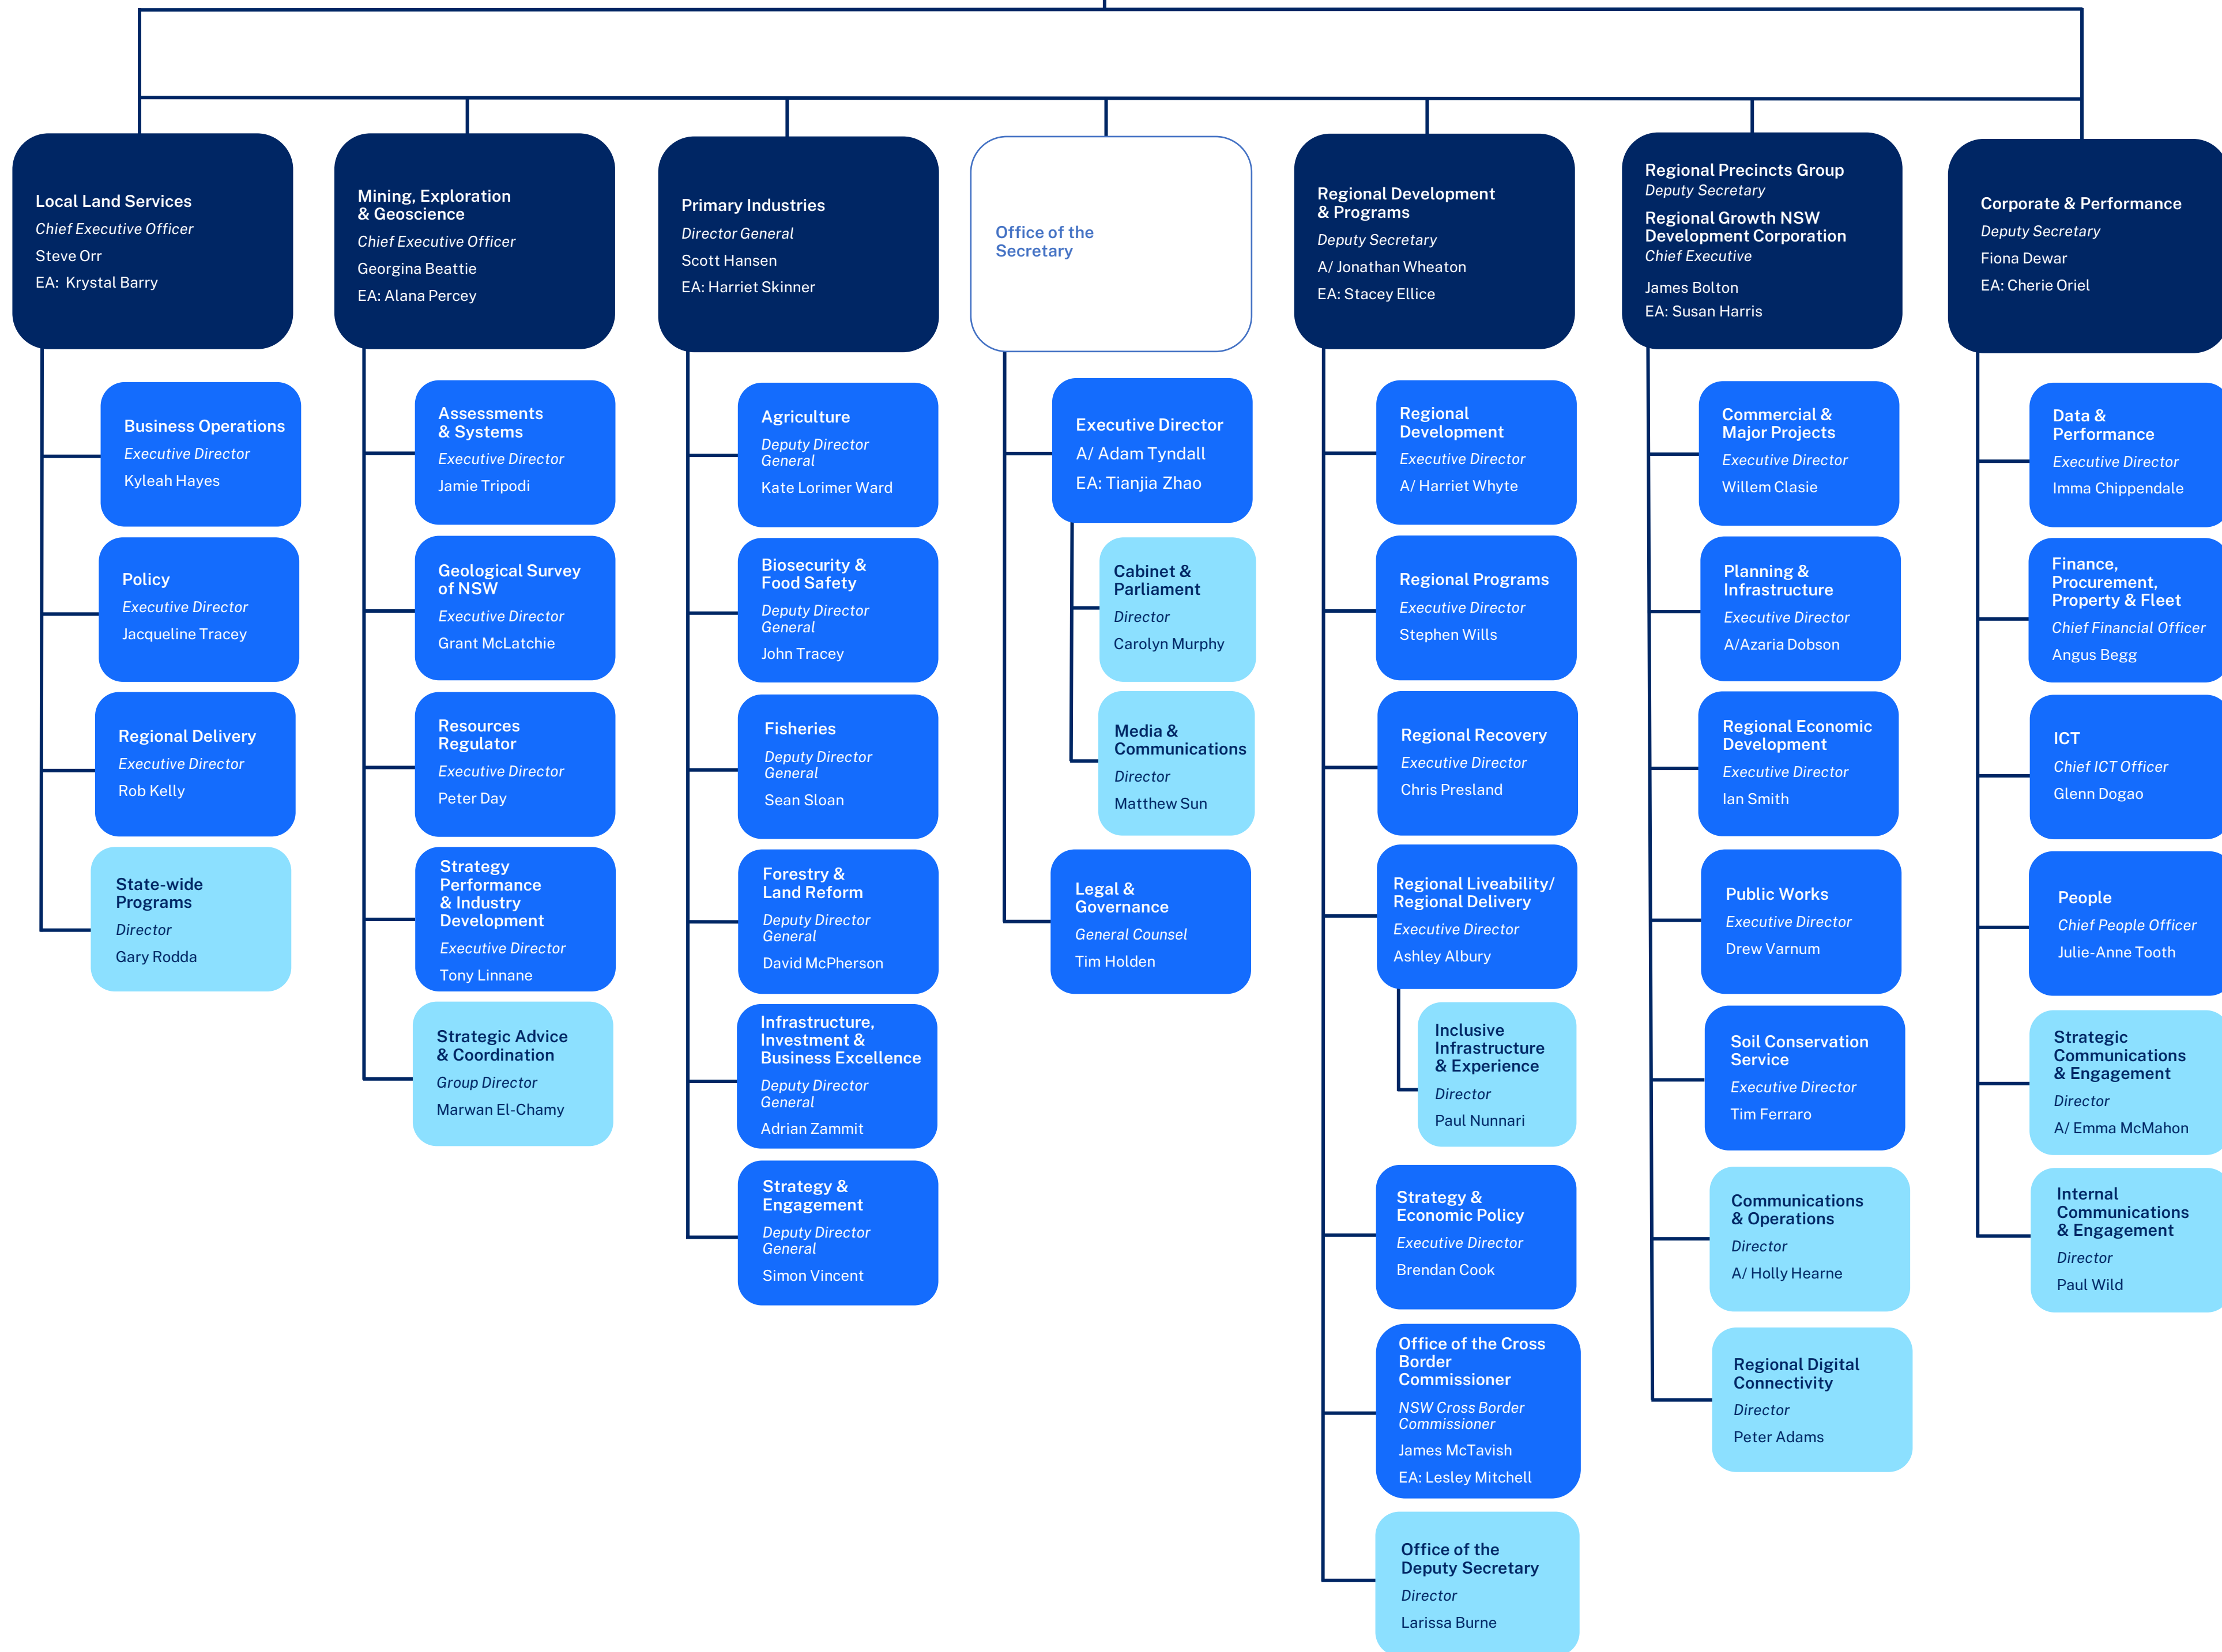 Local Land Services
Chief Executive Officer
Steve Orr
EA: Krystal Barry
Business Operations
Executive Director
Kyleah Hayes
Policy
Executive Director
Jacqueline Tracey
Regional Delivery
Executive Director
Rob Kelly
State-wide
Programs
Director
Gary Rodda
Mining, Exploration
& Geoscience
Chief Executive Officer
Georgina Beattie
EA: Alana Percey
Assessments
& Systems
Executive Director
Jamie Tripodi
Geological Survey
of NSW
Executive Director
Grant McLatchie
Resources
Regulator
Executive Director
Peter Day
Strategy
Performance
& Industry
Development
Executive Director
Tony Linnane
Strategic Advice
& Coordination
Group Director
Marwan El-Chamy
Primary Industries
Director General
Scott Hansen
EA: Harriet Skinner
Agriculture
Deputy Director
General
Kate Lorimer Ward
Biosecurity &
Food Safety
Deputy Director
General
John Tracey
Fisheries
Deputy Director
General
Sean Sloan
Forestry &
Land Reform
Deputy Director
General
David McPherson
Infrastructure,
Investment &
Business Excellence
Deputy Director
General
Adrian Zammit
Strategy &
Engagement
Deputy Director
General
Simon Vincent
Office of the
Secretary
Executive Director
A/ Adam Tyndall
EA: Tianjia Zhao
Cabinet &
Parliament
Director
Carolyn Murphy
Media &
Communications
Director
Matthew Sun
Legal &
Governance
General Counsel
Tim Holden
Regional Development
& Programs
Deputy Secretary
A/ Jonathan Wheaton
EA: Stacey Ellice
Regional
Development
Executive Director
A/ Harriet Whyte
Regional Programs
Executive Director
Stephen Wills
Regional Recovery
Executive Director
Chris Presland
Regional Liveability/
Regional Delivery
Executive Director
Ashley Albury
Inclusive
Infrastructure
& Experience
Director
Paul Nunnari
Strategy &
Economic Policy
Executive Director
Brendan Cook
Office of the Cross
Border
Commissioner
NSW Cross Border
Commissioner
James McTavish
EA: Lesley Mitchell
Office of the
Deputy Secretary
Director
Larissa Burne
Regional Precincts Group
Deputy Secretary
Regional Growth NSW
Development Corporation
Chief Executive
James Bolton
EA: Susan Harris
Commercial &
Major Projects
Executive Director
Willem Clasie
Planning &
Infrastructure
Executive Director
A/Azaria Dobson
Regional Economic
Development
Executive Director
Ian Smith
Public Works
Executive Director
Drew Varnum
Soil Conservation
Service
Executive Director
Tim Ferraro
Communications
& Operations
Director
A/ Holly Hearne
Regional Digital
Connectivity
Director
Peter Adams
Corporate & Performance
Deputy Secretary
Fiona Dewar
EA: Cherie Oriel
Data &
Performance
Executive Director
Imma Chippendale
Finance,
Procurement,
Property & Fleet
Chief Financial Officer
Angus Begg
ICT
Chief ICT Officer
Glenn Dogao
People
Chief People Officer
Julie-Anne Tooth
Strategic
Communications
& Engagement
Director
A/ Emma McMahon
Internal
Communications
& Engagement
Director
Paul Wild